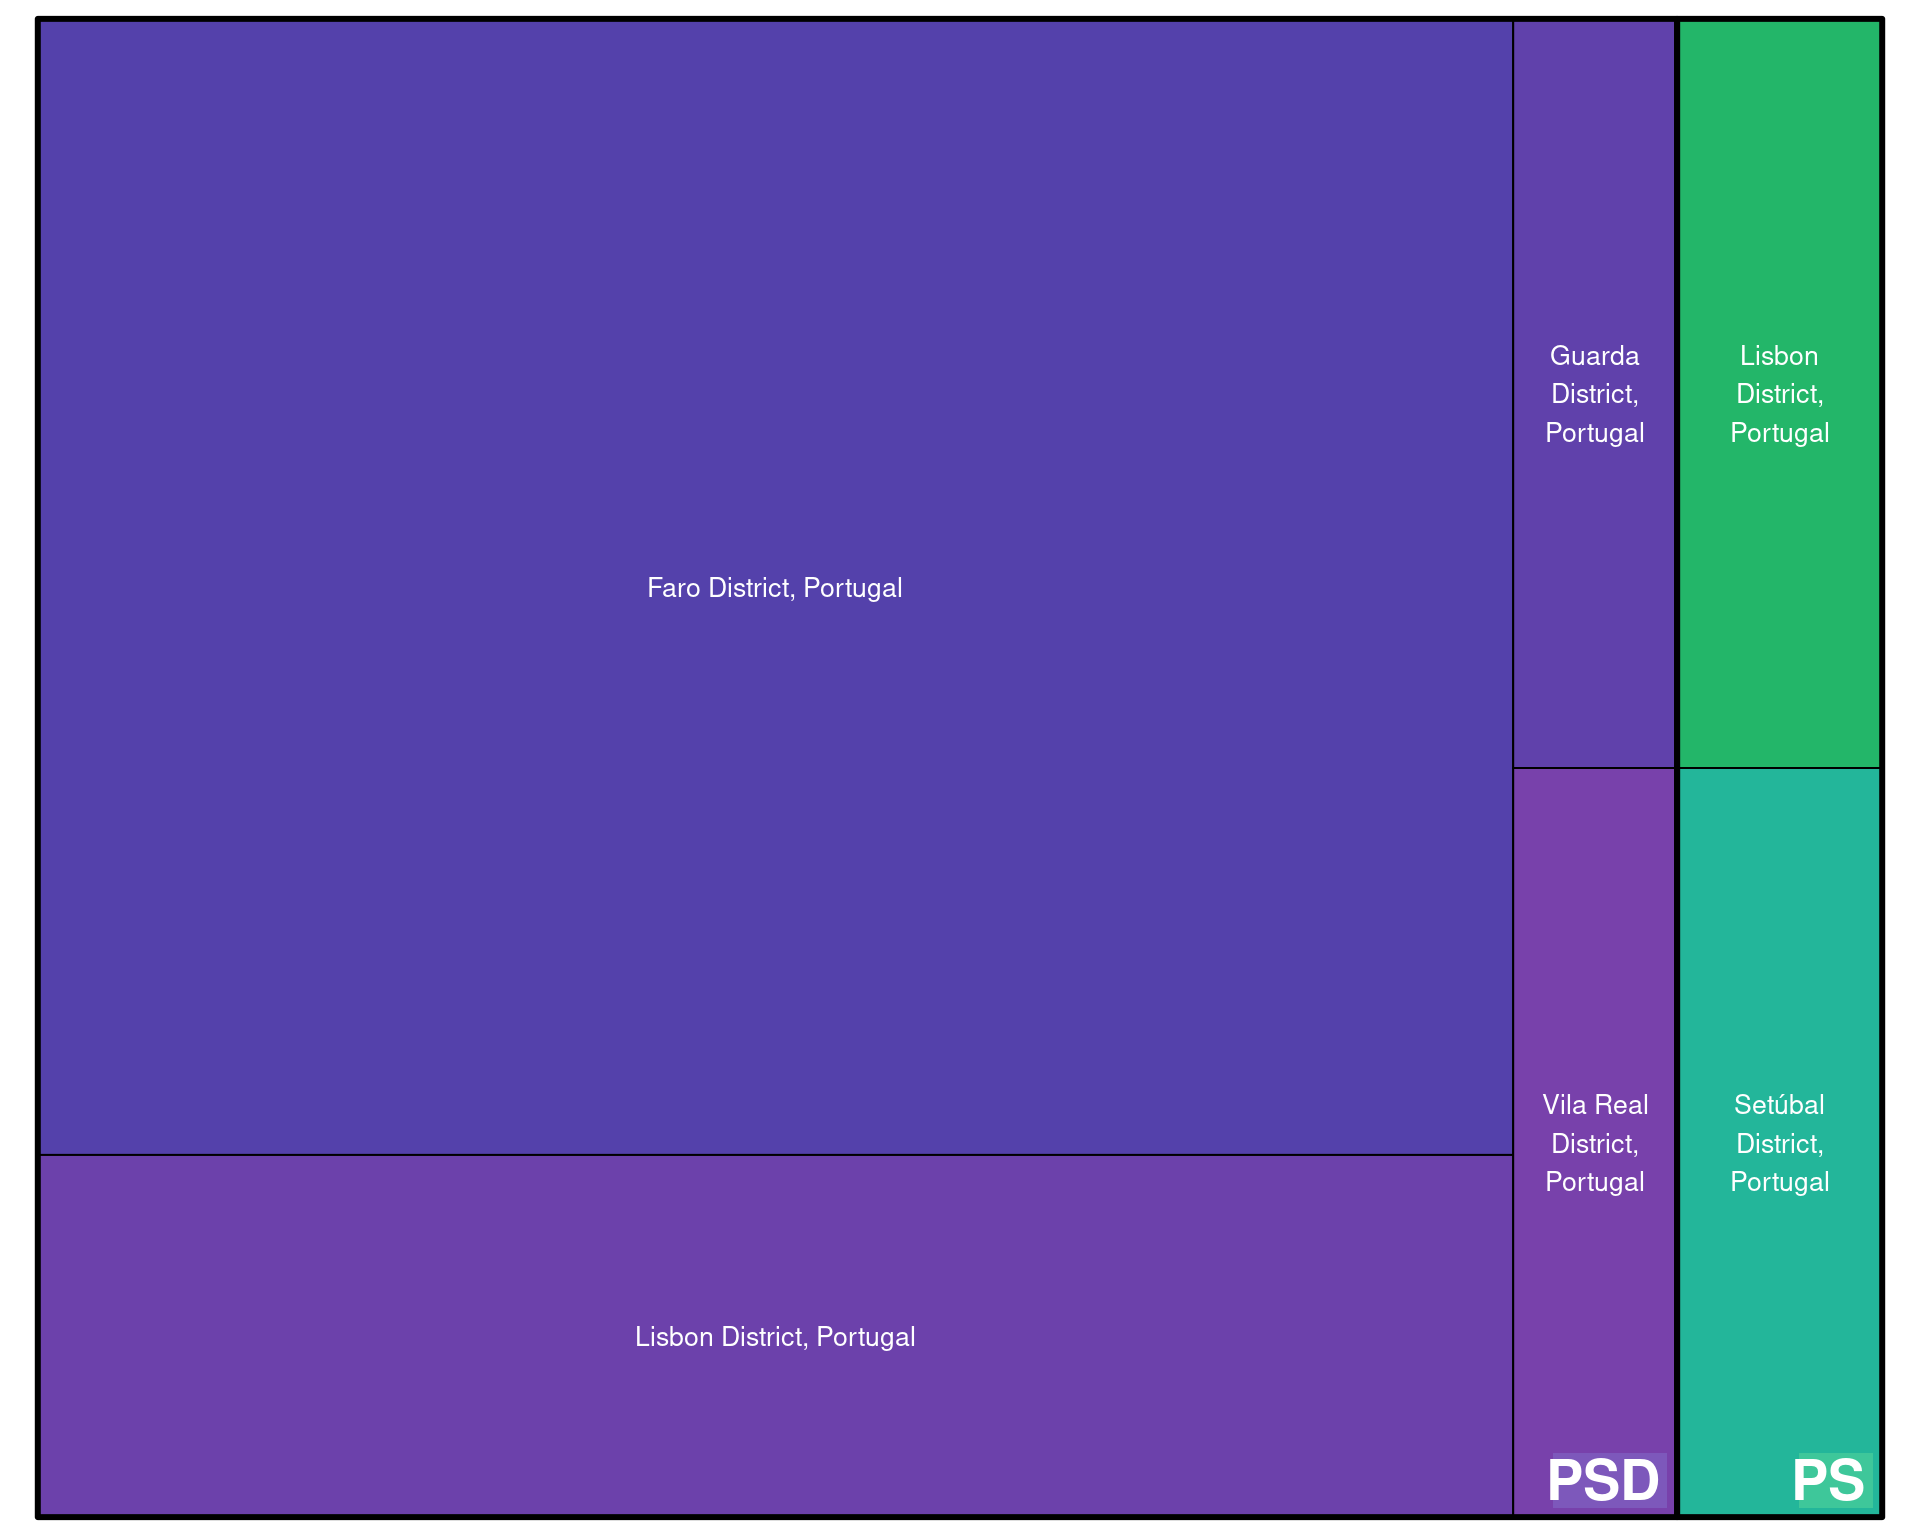 Faro District, Portugal
Lisbon District, Portugal
Guarda
District,
Portugal
Vila Real
District,
Portugal
PSD
Lisbon
District,
Portugal
Setúbal
District,
Portugal
PS